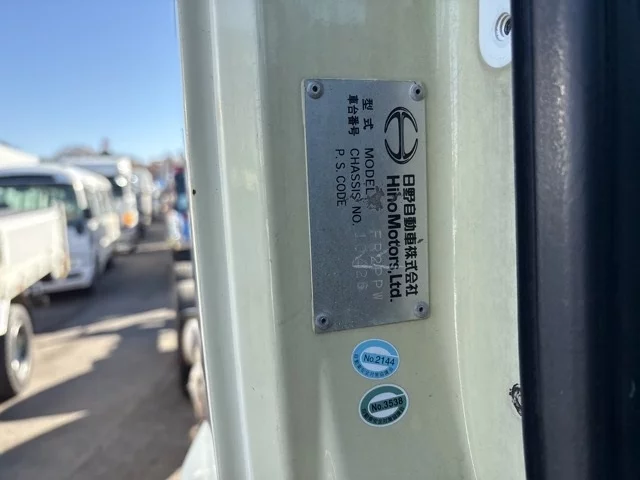 日野自動車株式会社
Hino Motors, Ltd.
型式 MODEL
車台番号 CHASSIS NO.
P. S. CODE
No.2144
No.3538